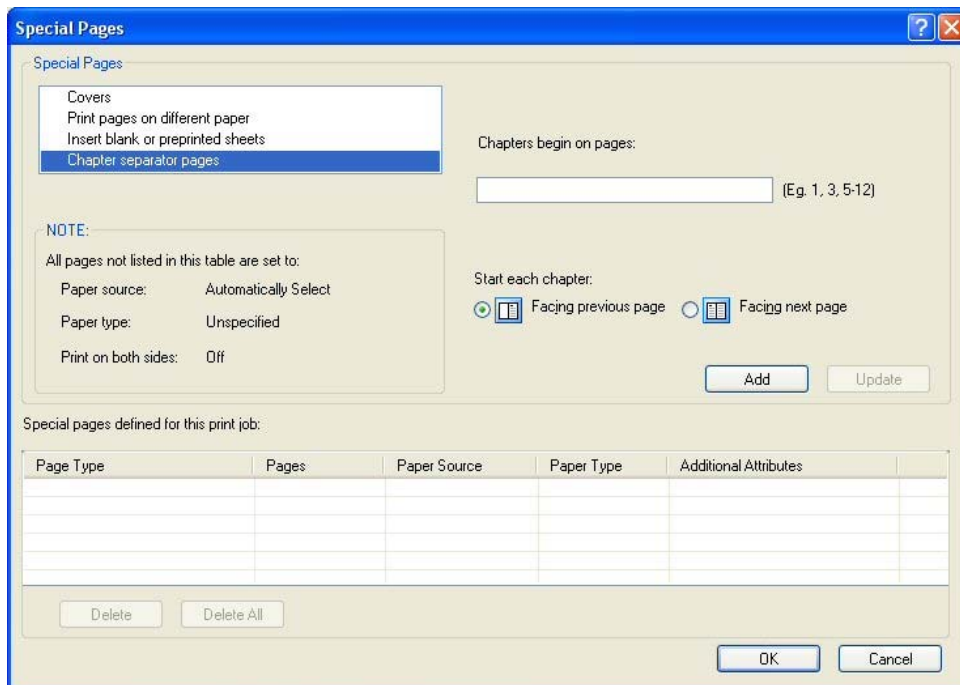 Special Pages
Special Pages
Covers
Print pages on different paper
Insert blank or preprinted sheets
Chapter separator pages
Chapters begin on pages:
(Eg. 1, 3, 5-12)
NOTE:
All pages not listed in this table are set to:
Paper source: Automatically Select
Paper type: Unspecified
Print on both sides: Off
Start each chapter:
Facing previous page
Facing next page
Add
Update
Special pages defined for this print job:
Page Type Pages Paper Source Paper Type Additional Attributes
Delete
Delete All
OK
Cancel